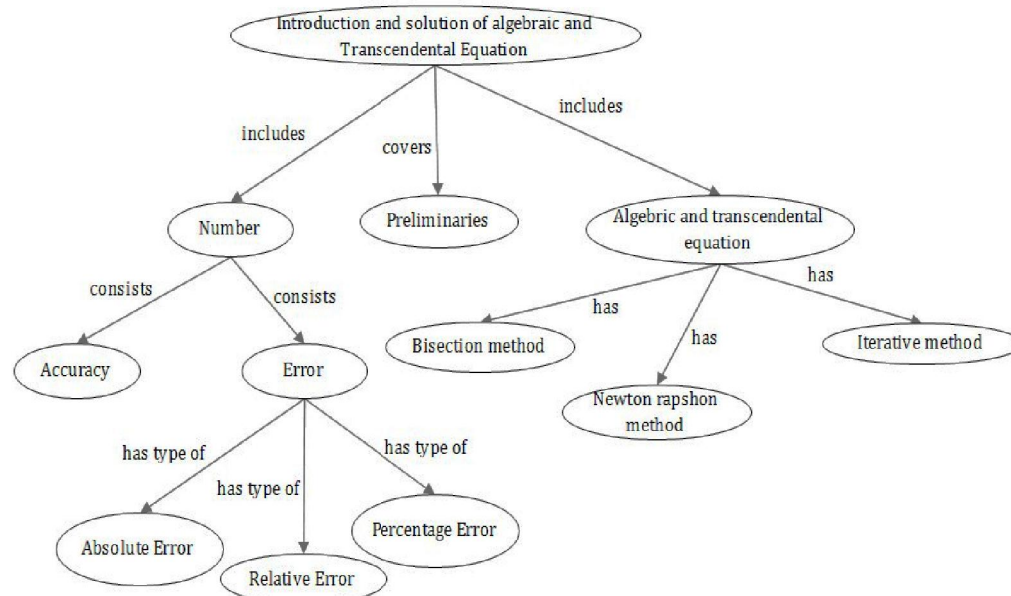 Introduction and solution of algebraic and
Transcendental Equation
includes
covers
includes
Number
Preliminaries
Algebric and transcendental
equation
consists
consists
has
has
has
Accuracy
Error
Bisection method
Newton rapshon
method
Iterative method
has type of
has type of
has type of
Absolute Error
Relative Error
Percentage Error